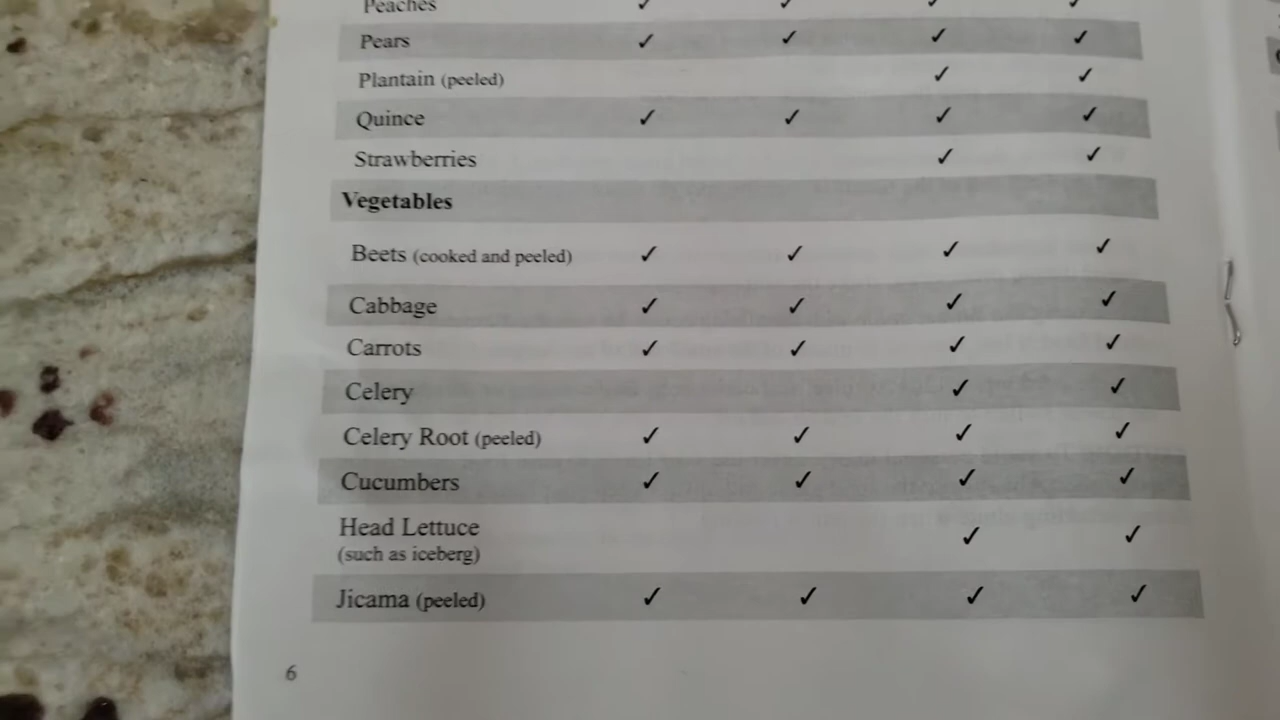 Peaches ✓ ✓ ✓ ✓
Pears ✓ ✓ ✓ ✓
Plantain (peeled) ✓ ✓
Quince ✓ ✓ ✓ ✓
Strawberries ✓ ✓
Vegetables
Beets (cooked and peeled) ✓ ✓ ✓ ✓
Cabbage ✓ ✓ ✓ ✓
Carrots ✓ ✓ ✓ ✓
Celery ✓ ✓
Celery Root (peeled) ✓ ✓ ✓ ✓
Cucumbers ✓ ✓ ✓ ✓
Head Lettuce
(such as iceberg) ✓ ✓
Jicama (peeled) ✓ ✓ ✓ ✓
6